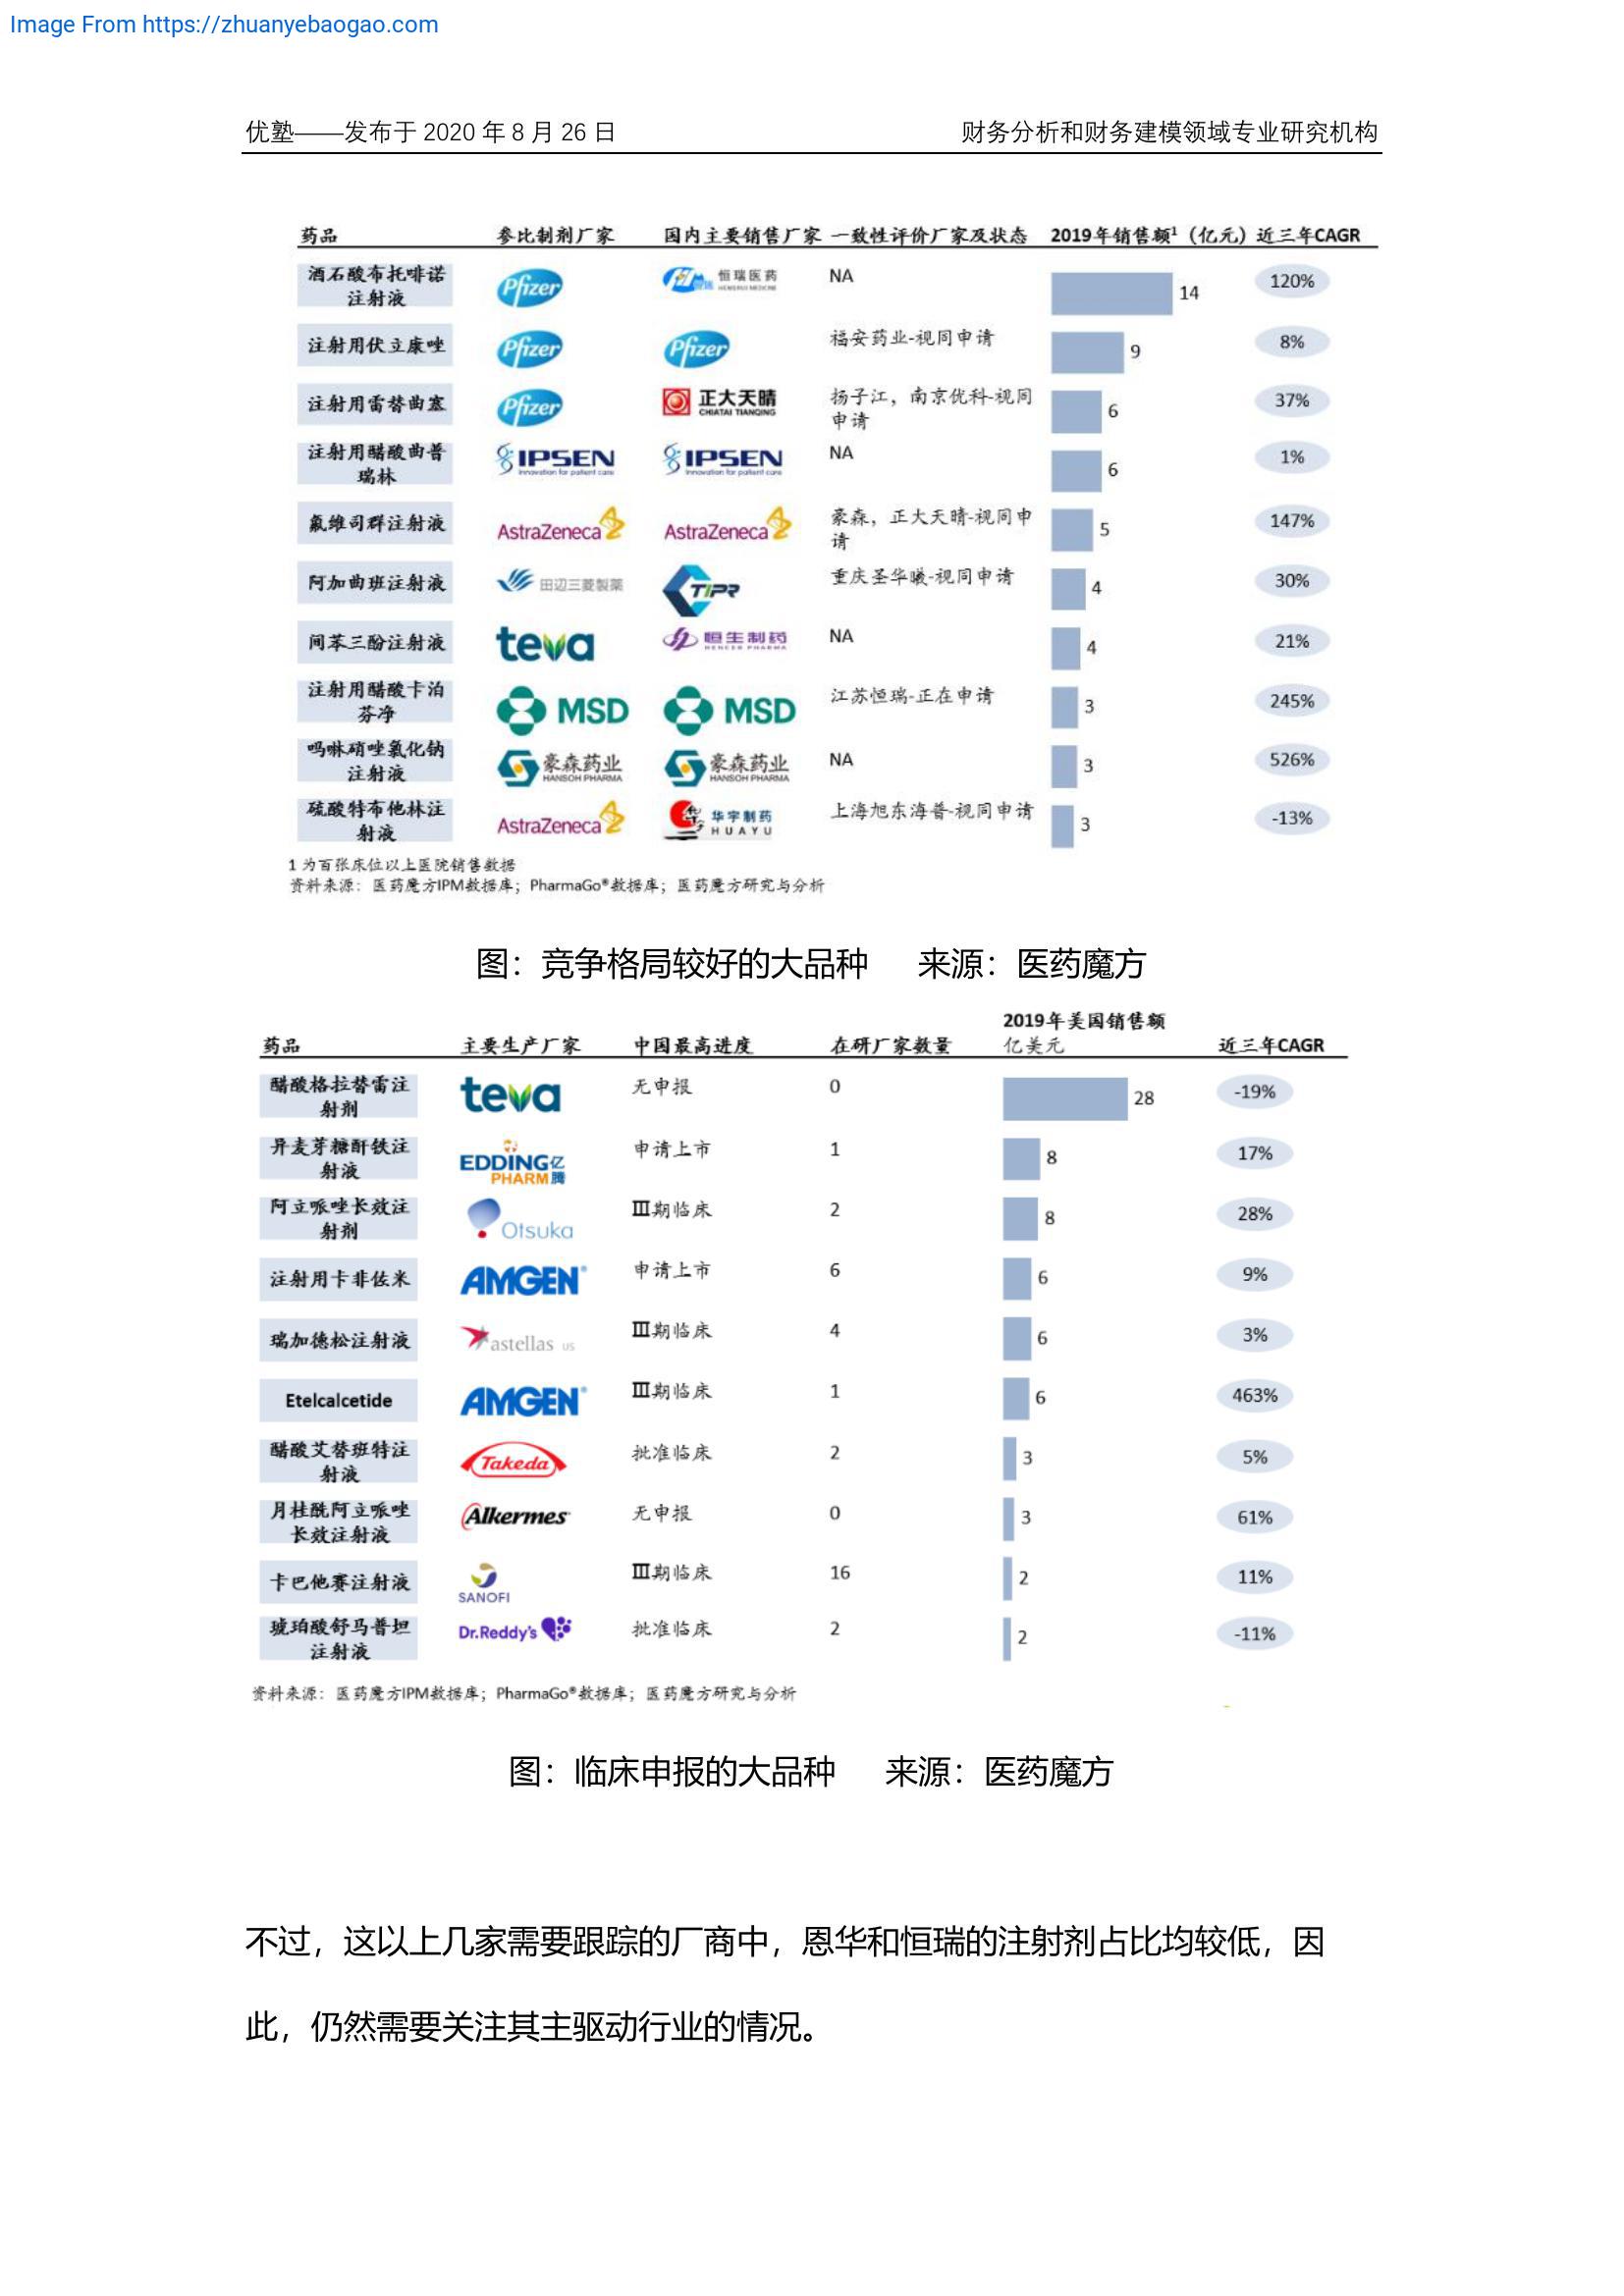 Image From https://zhuanyebaogao.com
优塾——发布于 2020 年 8 月 26 日 财务分析和财务建模领域专业研究机构
药品 参比制剂厂家 国内主要销售厂家 一致性评价厂家及状态 2019年销售额¹（亿元） 近三年CAGR
酒石酸布托啡诺
注射液
Pfizer 恒瑞医药 NA 14 120%
HENGRUI MEDICINE
注射用伏立康唑 Pfizer Pfizer 福安药业-视同申请 9 8%
注射用雷替曲塞 Pfizer 正大天晴 扬子江，南京优科-视同
CHIATAI TIANQING 申请 6 37%
注射用醋酸曲普
瑞林
IPSEN IPSEN NA 6 1%
Innovation for patient care Innovation for patient care
氟维司群注射液 AstraZeneca AstraZeneca 豪森，正大天晴-视同申
请 5 147%
阿加曲班注射液 田辺三菱製薬 TIPR 重庆圣华曦-视同申请 4 30%
间苯三酚注射液 teva 恒生制药 NA 4 21%
HENCER PHARMA
注射用醋酸卡泊
芬净
MSD MSD 江苏恒瑞-正在申请 3 245%
吗啉硝唑氯化钠
注射液
豪森药业 豪森药业 NA 3 526%
HANSOH PHARMA HANSOH PHARMA
硫酸特布他林注
射液
AstraZeneca 华宇制药 上海旭东海普-视同申请 3 -13%
HUAYU
1 为百张床位以上医院销售数据
资料来源：医药魔方IPM数据库；PharmaGo®数据库；医药魔方研究与分析
图：竞争格局较好的大品种 来源：医药魔方
2019年美国销售额
药品 主要生产厂家 中国最高进度 在研厂家数量 亿美元 近三年CAGR
醋酸格拉替雷注
射剂
teva 无申报 0 28 -19%
异麦芽糖酐铁注
射液
EDDING亿 申请上市 1 8 17%
PHARM腾
阿立哌唑长效注
射剂
Otsuka III期临床 2 8 28%
注射用卡非佐米 AMGEN® 申请上市 6 6 9%
瑞加德松注射液 astellas US III期临床 4 6 3%
Etelcalcetide AMGEN® III期临床 1 6 463%
醋酸艾替班特注
射液
Takeda 批准临床 2 3 5%
月桂酰阿立哌唑
长效注射液
Alkermes 无申报 0 3 61%
卡巴他赛注射液 SANOFI III期临床 16 2 11%
琥珀酸舒马普坦
注射液
Dr.Reddy's 批准临床 2 2 -11%
资料来源：医药魔方IPM数据库；PharmaGo®数据库；医药魔方研究与分析
图：临床申报的大品种 来源：医药魔方
不过，这以上几家需要跟踪的厂商中，恩华和恒瑞的注射剂占比均较低，因
此，仍然需要关注其主驱动行业的情况。